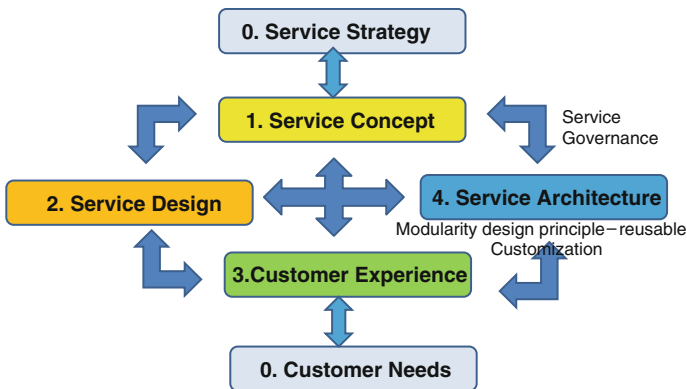 0. Service Strategy
1. Service Concept
Service
Governance
2. Service Design
4. Service Architecture
Modularity design principle–reusable
Customization
3.Customer Experience
0. Customer Needs